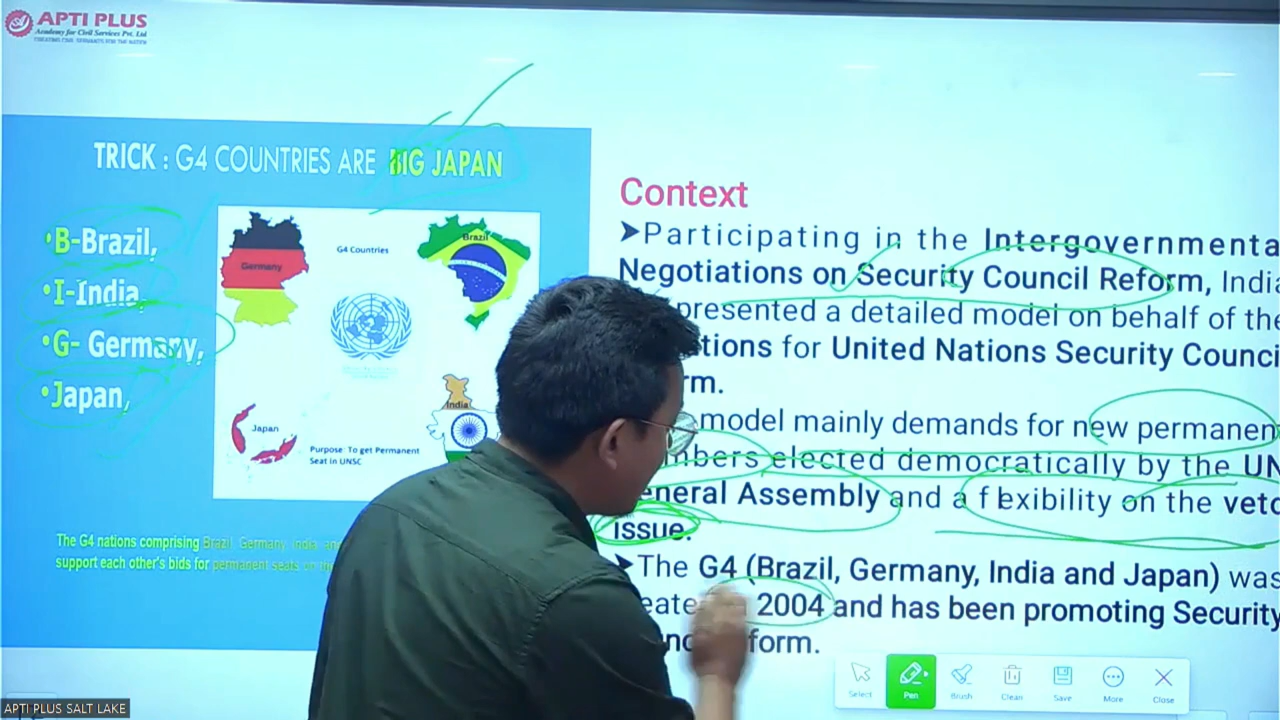 APTI PLUS
Academy for Civil Services Pvt. Ltd
CREATING CIVIL SERVANTS FOR THE NATION
TRICK : G4 COUNTRIES ARE BIG JAPAN
•B-Brazil,
•I-India,
•G- Germany,
•Japan,
G4 Countries
Germany
Brazil
Japan
India
Purpose: To get Permanent
Seat in UNSC
The G4 nations comprising Brazil, Germany, India, and
support each other's bids for permanent seats on
Context
➤Participating in the Intergovernmenta
Negotiations on Security Council Reform, India
presented a detailed model on behalf of the
tions for United Nations Security Counci
rm.
model mainly demands for new permanen
mbers elected democratically by the UN
eneral Assembly and a flexibility on the veto
issue.
➤The G4 (Brazil, Germany, India and Japan) was
eate 2004 and has been promoting Security
form.
Select
Pen
Brush
Clean
Save
More
Close
APTI PLUS SALT LAKE